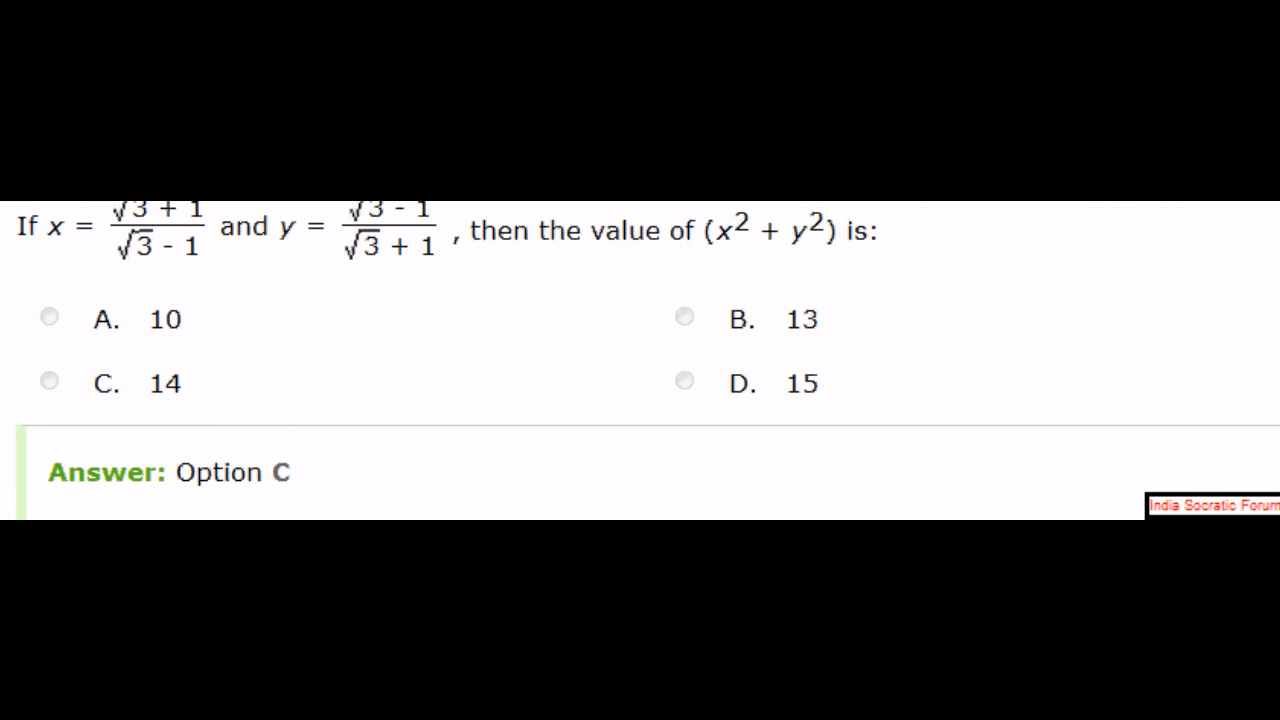 If x = √3 + 1 / √3 - 1 and y = √3 - 1 / √3 + 1 , then the value of (x² + y²) is:
A. 10 B. 13
C. 14 D. 15
Answer: Option C
India Socratic Forum